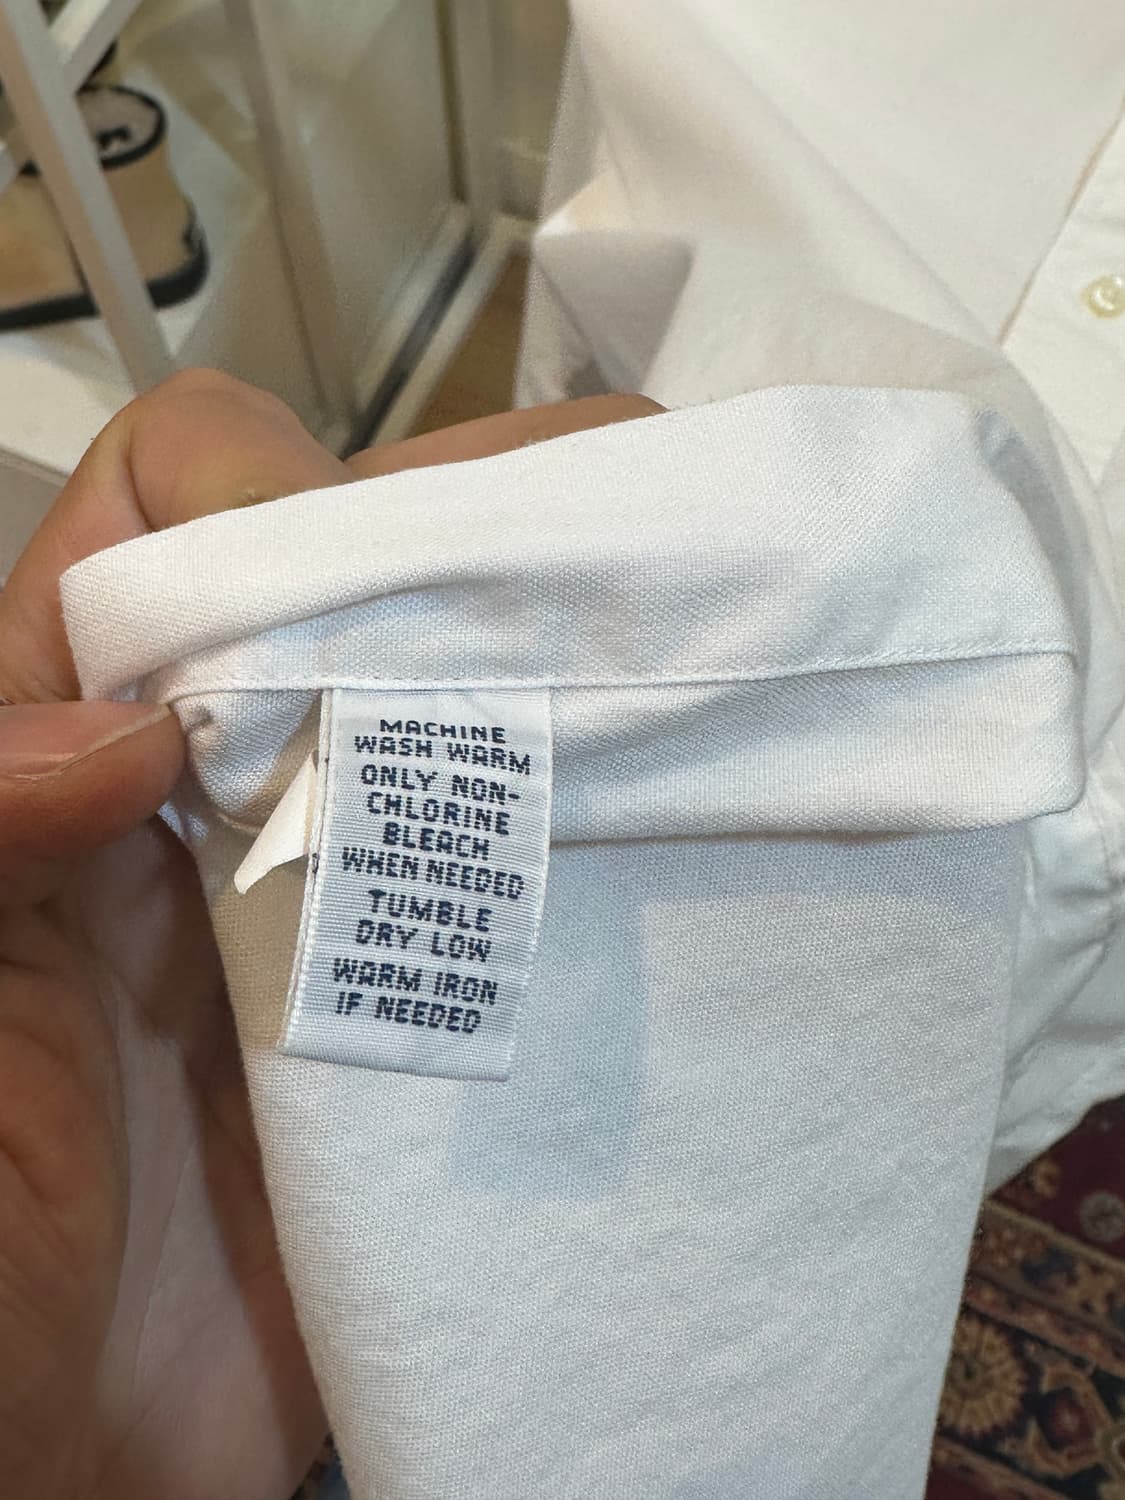 MACHINE
WASH WARM
ONLY NON-
CHLORINE
BLEACH
WHEN NEEDED
TUMBLE
DRY LOW
WARM IRON
IF NEEDED